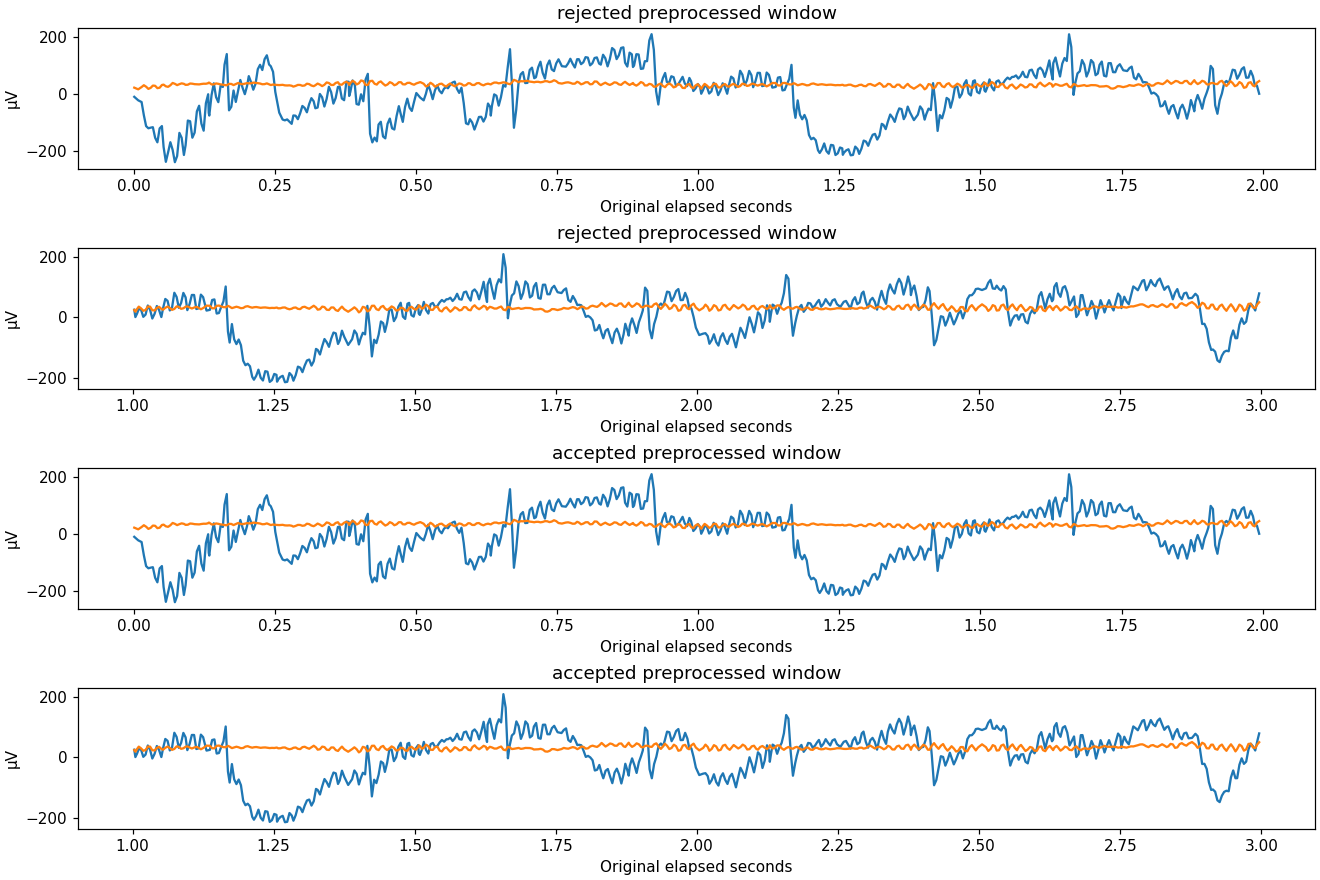 rejected preprocessed window
µV
200
0
−200
0.00 0.25 0.50 0.75 1.00 1.25 1.50 1.75 2.00
Original elapsed seconds
rejected preprocessed window
µV
200
0
−200
1.00 1.25 1.50 1.75 2.00 2.25 2.50 2.75 3.00
Original elapsed seconds
accepted preprocessed window
µV
200
0
−200
0.00 0.25 0.50 0.75 1.00 1.25 1.50 1.75 2.00
Original elapsed seconds
accepted preprocessed window
µV
200
0
−200
1.00 1.25 1.50 1.75 2.00 2.25 2.50 2.75 3.00
Original elapsed seconds